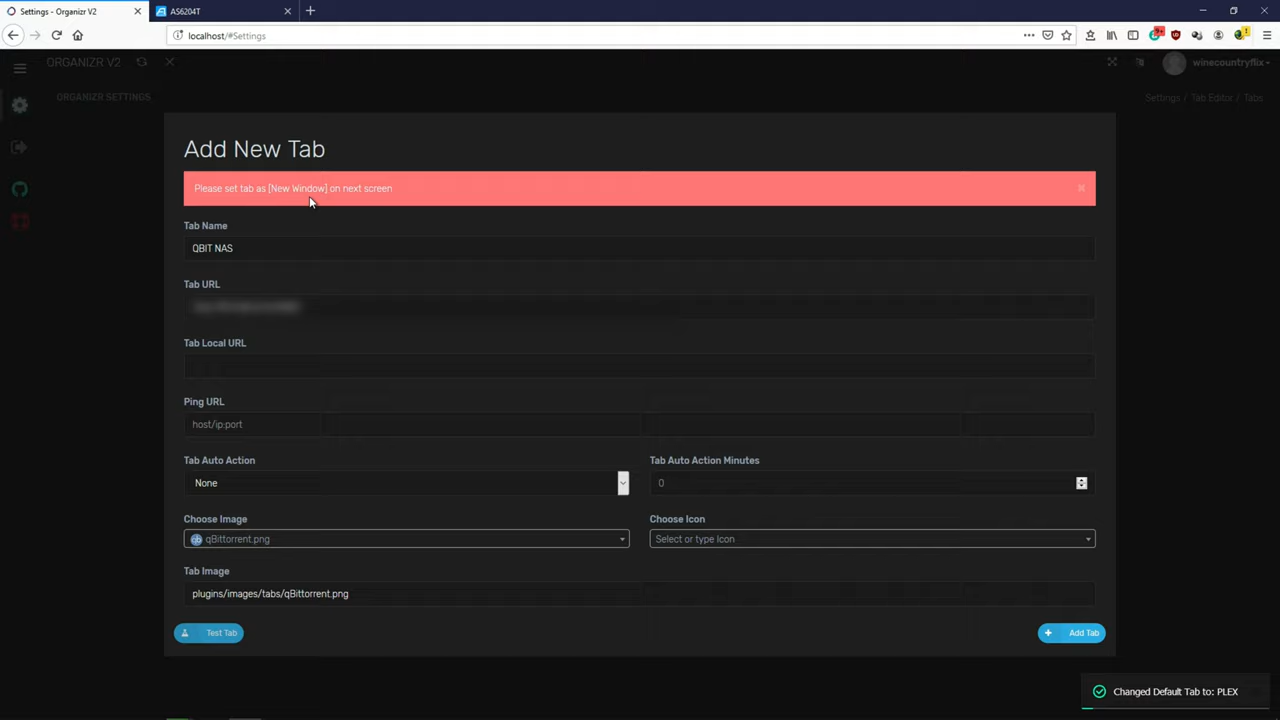 Settings - Organizr V2
AS6204T
localhost/#Settings
9+
ORGANIZR V2
winecountryflix
ORGANIZR SETTINGS
Settings / Tab Editor / Tabs
Add New Tab
Please set tab as [New Window] on next screen
Tab Name
QBIT NAS
Tab URL
Tab Local URL
Ping URL
host/ip:port
Tab Auto Action
Tab Auto Action Minutes
None
0
Choose Image
Choose Icon
qb qBittorrent.png
Select or type Icon
Tab Image
plugins/images/tabs/qBittorrent.png
Test Tab
Add Tab
Changed Default Tab to: PLEX